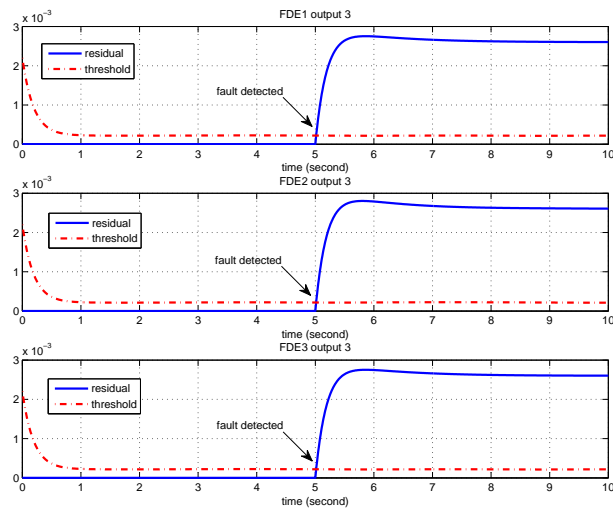 FDE1 output 3
x 10⁻³
3
2
1
0
residual
threshold
fault detected
0 1 2 3 4 5 6 7 8 9 10
time (second)
FDE2 output 3
x 10⁻³
3
2
1
0
residual
threshold
fault detected
0 1 2 3 4 5 6 7 8 9 10
time (second)
FDE3 output 3
x 10⁻³
3
2
1
0
residual
threshold
fault detected
0 1 2 3 4 5 6 7 8 9 10
time (second)